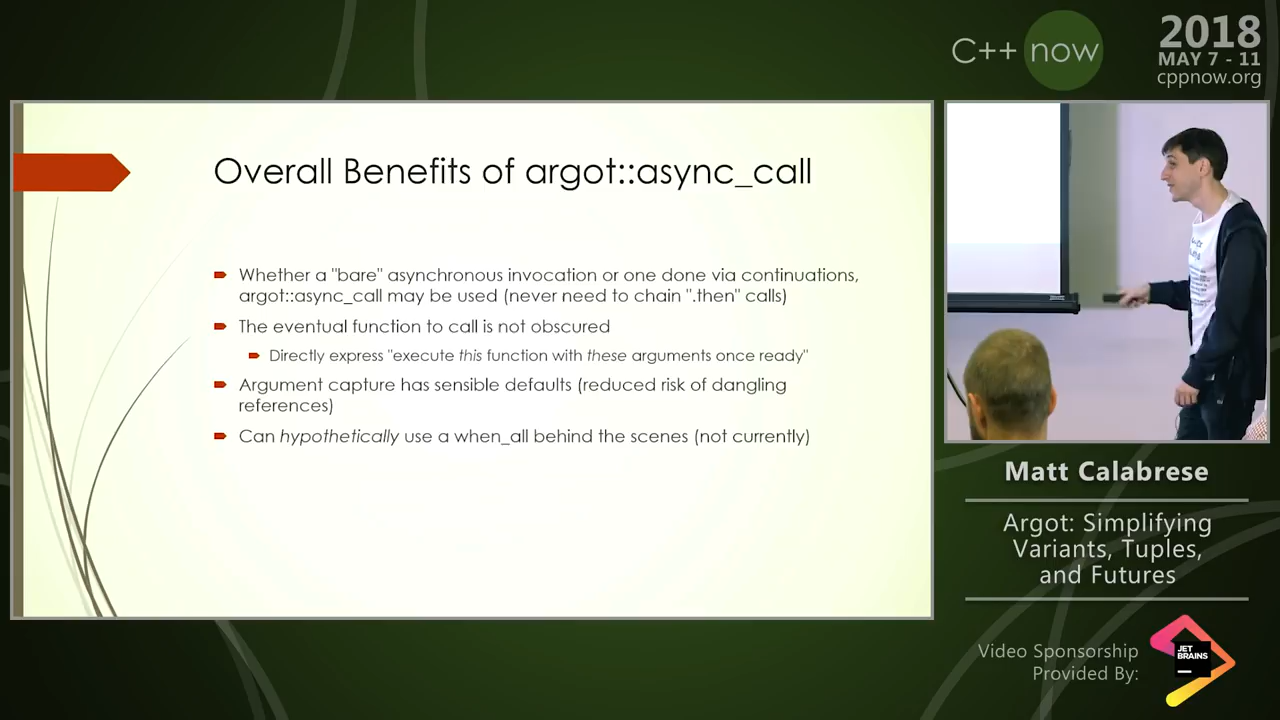 C++ now
2018
MAY 7 - 11
cppnow.org
Overall Benefits of argot::async_call
Whether a "bare" asynchronous invocation or one done via continuations,
argot::async_call may be used (never need to chain ".then" calls)
The eventual function to call is not obscured
Directly express "execute this function with these arguments once ready"
Argument capture has sensible defaults (reduced risk of dangling
references)
Can hypothetically use a when_all behind the scenes (not currently)
Matt Calabrese
Argot: Simplifying
Variants, Tuples,
and Futures
Video Sponsorship
Provided By:
JET
BRAINS